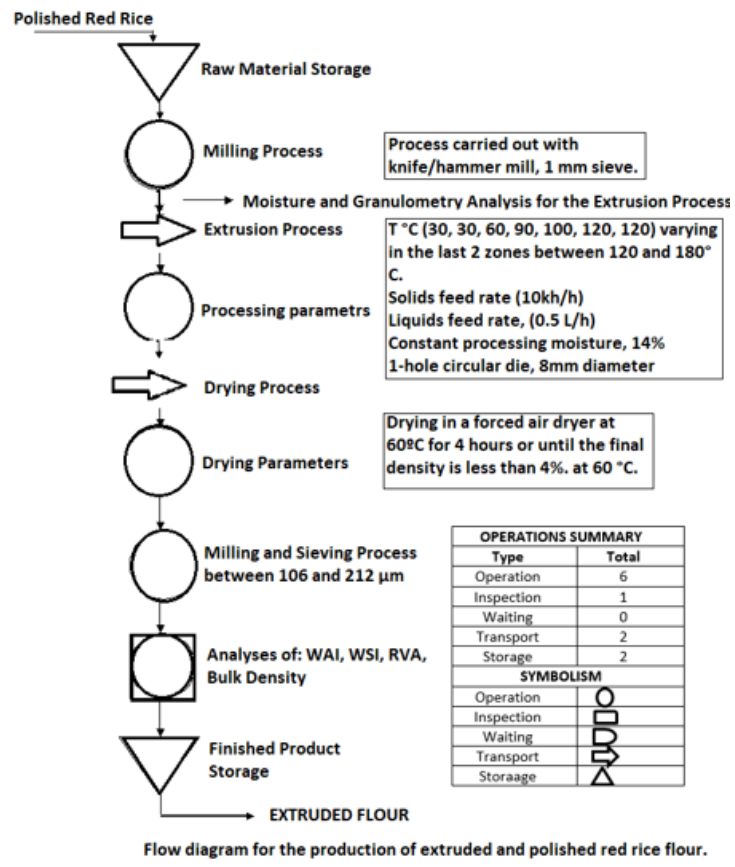 Polished Red Rice
Raw Material Storage
Milling Process
Process carried out with
knife/hammer mill, 1 mm sieve.
Moisture and Granulometry Analysis for the Extrusion Process
Extrusion Process
T °C (30, 30, 60, 90, 100, 120, 120) varying
in the last 2 zones between 120 and 180°
C.
Solids feed rate (10kh/h)
Liquids feed rate, (0.5 L/h)
Constant processing moisture, 14%
1-hole circular die, 8mm diameter
Processing parametrs
Drying Process
Drying Parameters
Drying in a forced air dryer at
60ºC for 4 hours or until the final
density is less than 4%. at 60 °C.
Milling and Sieving Process
between 106 and 212 µm
Analyses of: WAI, WSI, RVA,
Bulk Density
Finished Product
Storage
EXTRUDED FLOUR
OPERATIONS SUMMARY
Type Total
Operation 6
Inspection 1
Waiting 0
Transport 2
Storage 2
SYMBOLISM
Operation
Inspection
Waiting
Transport
Storaage
Flow diagram for the production of extruded and polished red rice flour.